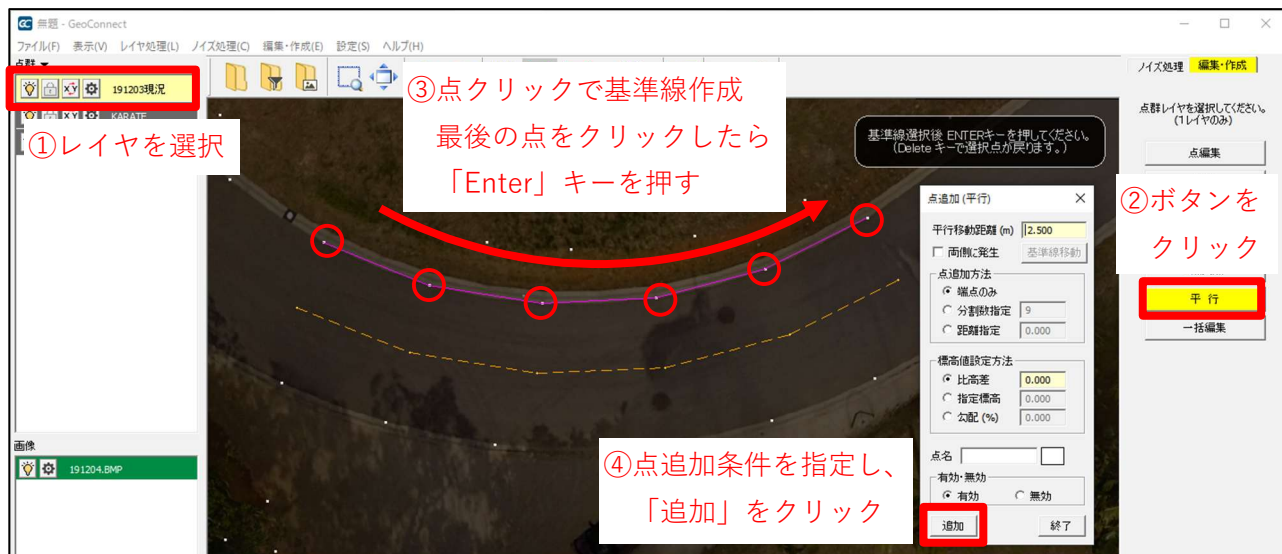 無題 - GeoConnect
ファイル(F) 表示(V) レイヤ処理(L) ノイズ処理(C) 編集・作成(E) 設定(S) ヘルプ(H)
点群
191203現況
XY KARATE
①レイヤを選択
③点クリックで基準線作成
最後の点をクリックしたら
「Enter」キーを押す
基準線選択後 ENTERキーを押してください。
(Delete キーで選択点が戻ります。)
ノイズ処理 編集・作成
点群レイヤを選択してください。
(1レイヤのみ)
点編集
②ボタンを
クリック
平 行
一括編集
点追加(平行)
平行移動距離(m) 2.500
両側に発生 基準線移動
点追加方法
端点のみ
分割数指定 9
距離指定 0.000
標高値設定方法
比高差 0.000
指定標高 0.000
勾配(%) 0.000
点名
有効・無効
有効 無効
追加 終了
④点追加条件を指定し、
「追加」をクリック
画像
191204.BMP